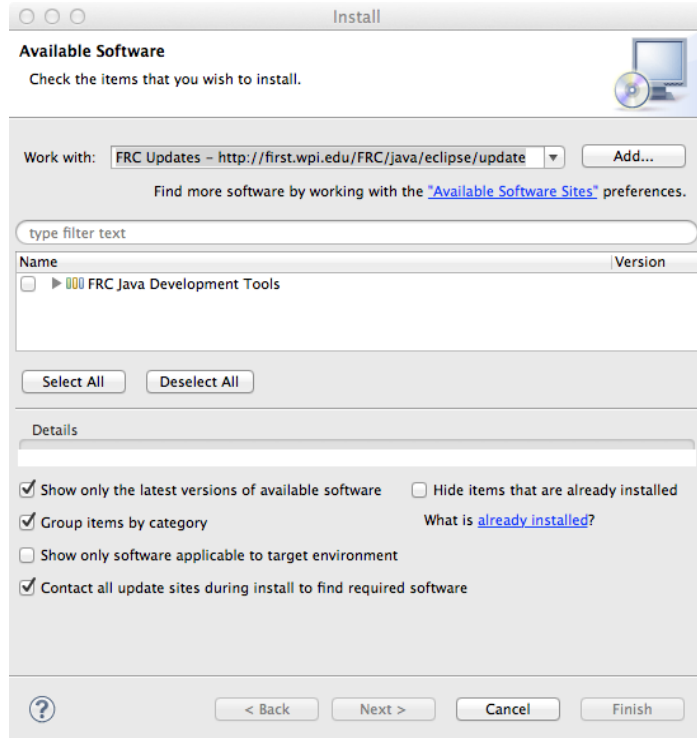 Install
Available Software
Check the items that you wish to install.
Work with: FRC Updates – http://first.wpi.edu/FRC/java/eclipse/update Add...
Find more software by working with the "Available Software Sites" preferences.
type filter text
Name Version
FRC Java Development Tools
Select All Deselect All
Details
Show only the latest versions of available software Hide items that are already installed
Group items by category What is already installed?
Show only software applicable to target environment
Contact all update sites during install to find required software
? < Back Next > Cancel Finish